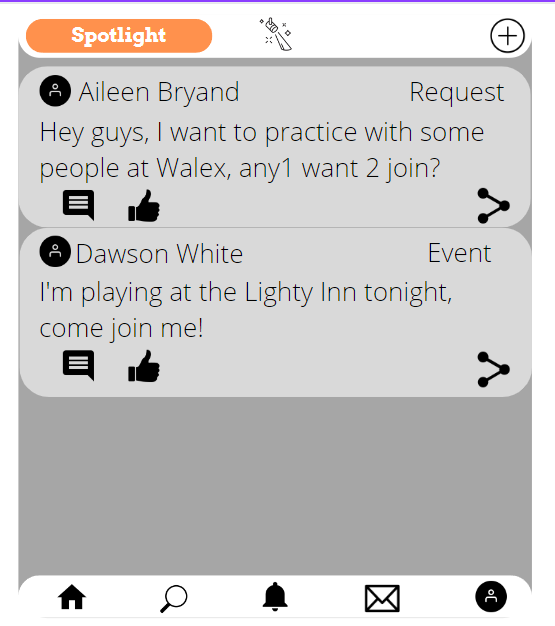 Spotlight
Aileen Bryand Request
Hey guys, I want to practice with some
people at Walex, any1 want 2 join?
Dawson White Event
I'm playing at the Lighty Inn tonight,
come join me!